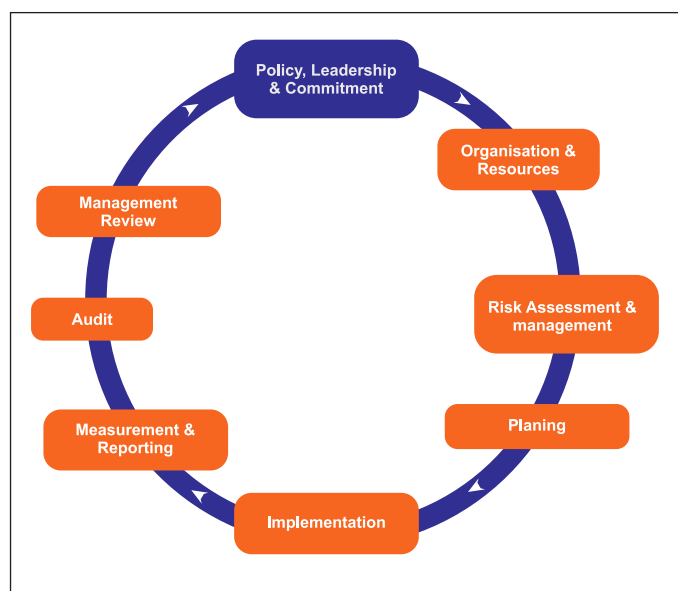 Policy, Leadership
& Commitment
Organisation &
Resources
Risk Assessment &
management
Planing
Implementation
Measurement &
Reporting
Audit
Management
Review